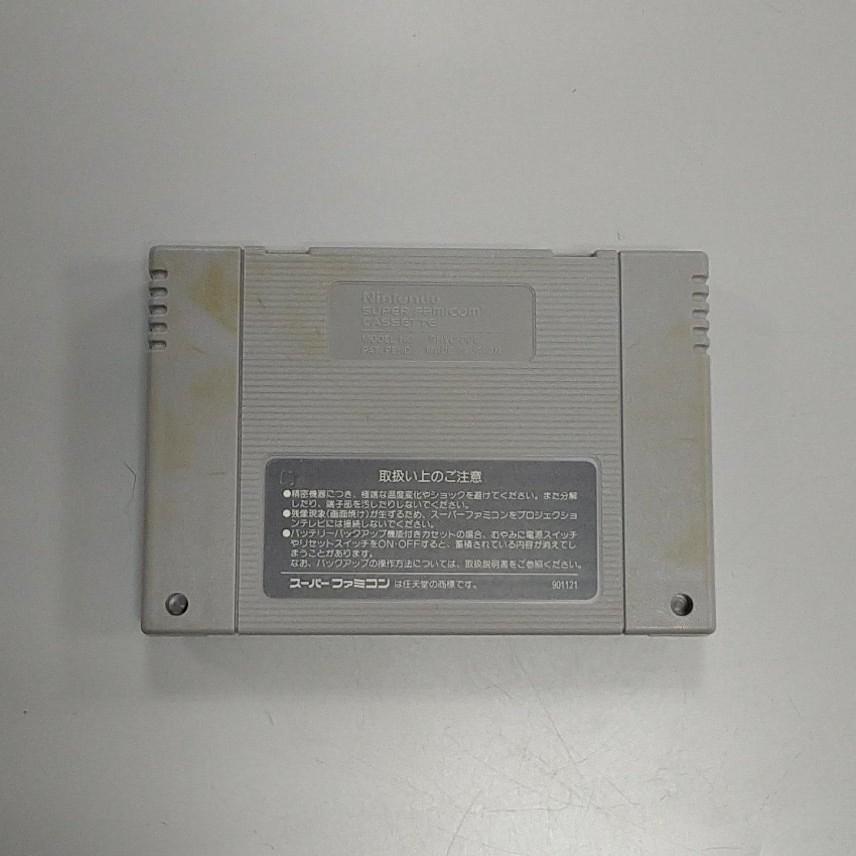 Nintendo
SUPER FAMICOM
CASSETTE
MODEL NO. SHVC-006
PAT. PEND. MADE IN JAPAN
取扱い上のご注意
●精密機器につき、極端な温度変化やショックを避けてください。また分解
したり、端子部を汚したりしないでください。
●残像現象(画面焼け)が生ずるため、スーパーファミコンをプロジェクショ
ンテレビには接続しないでください。
●バッテリーバックアップ機能付きカセットの場合、むやみに電源スイッチ
やリセットスイッチをON・OFFすると、蓄積されている内容が消えてし
まうことがあります。
なお、バックアップの操作方法については、取扱説明書をご参照ください。
スーパーファミコン は任天堂の商標です。 901121